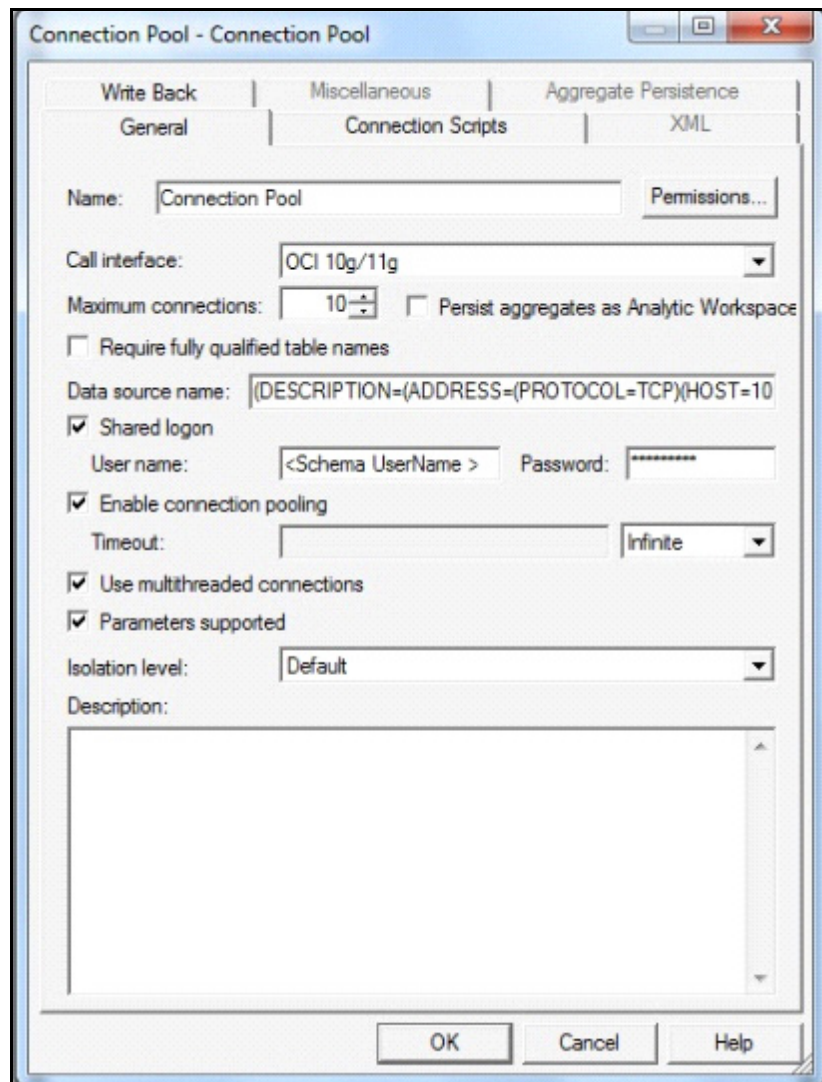 Connection Pool - Connection Pool
Write Back Miscellaneous Aggregate Persistence
General Connection Scripts XML
Name: Connection Pool Permissions...
Call interface: OCI 10g/11g
Maximum connections: 10 Persist aggregates as Analytic Workspace
Require fully qualified table names
Data source name: (DESCRIPTION=(ADDRESS=(PROTOCOL=TCP)(HOST=10
Shared logon
User name: <Schema UserName > Password: *********
Enable connection pooling
Timeout: Infinite
Use multithreaded connections
Parameters supported
Isolation level: Default
Description:
OK Cancel Help